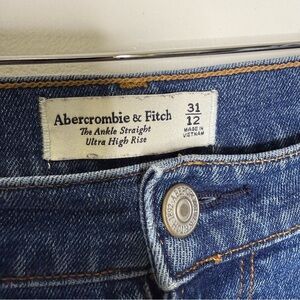 Abercrombie & Fitch
The Ankle Straight
Ultra High Rise
31
12
MADE IN
VIETNAM